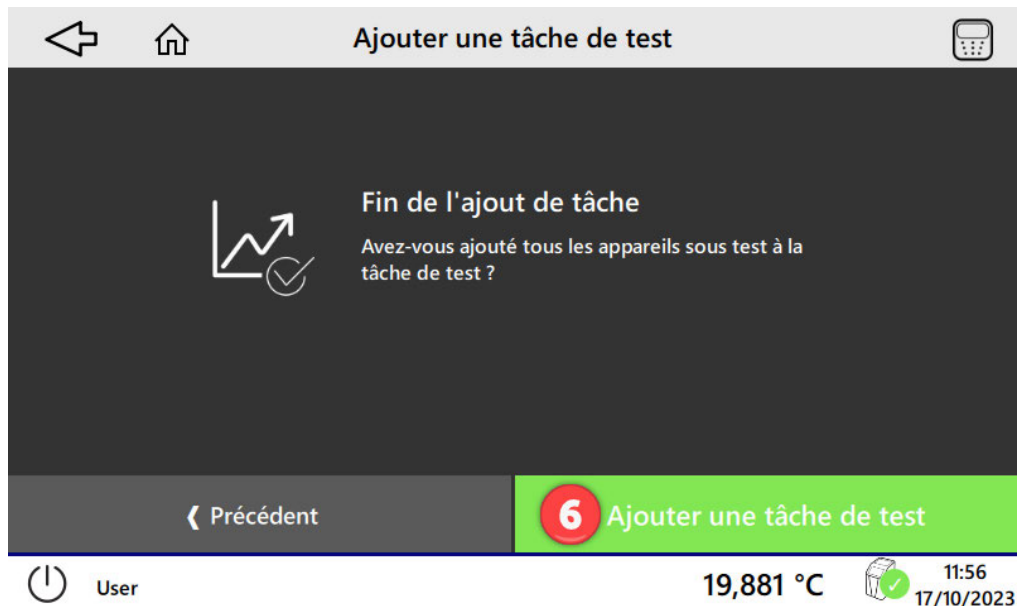 Ajouter une tâche de test
Fin de l'ajout de tâche
Avez-vous ajouté tous les appareils sous test à la
tâche de test ?
❰ Précédent
6 Ajouter une tâche de test
User
19,881 °C
11:56
17/10/2023